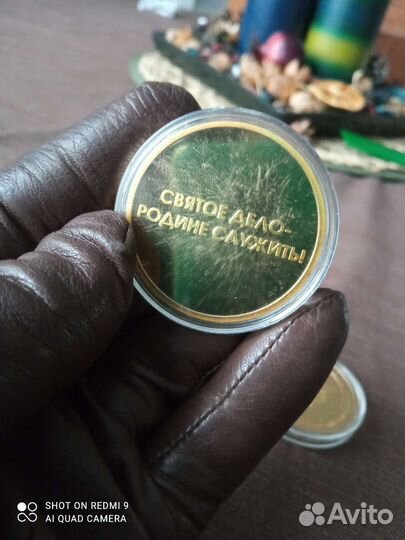 СВЯТОЕ ДЕЛО-
РОДИНЕ СЛУЖИТЬ!
SHOT ON REDMI 9
AI QUAD CAMERA
Avito